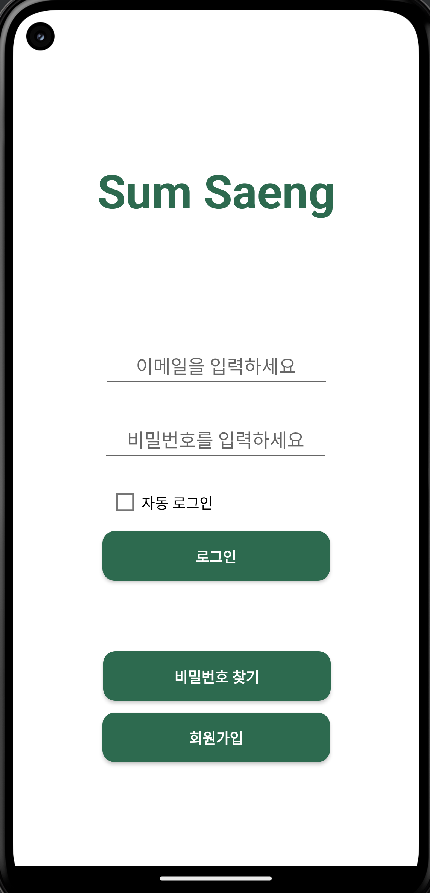 Sum Saeng
이메일을 입력하세요
비밀번호를 입력하세요
자동 로그인
로그인
비밀번호 찾기
회원가입